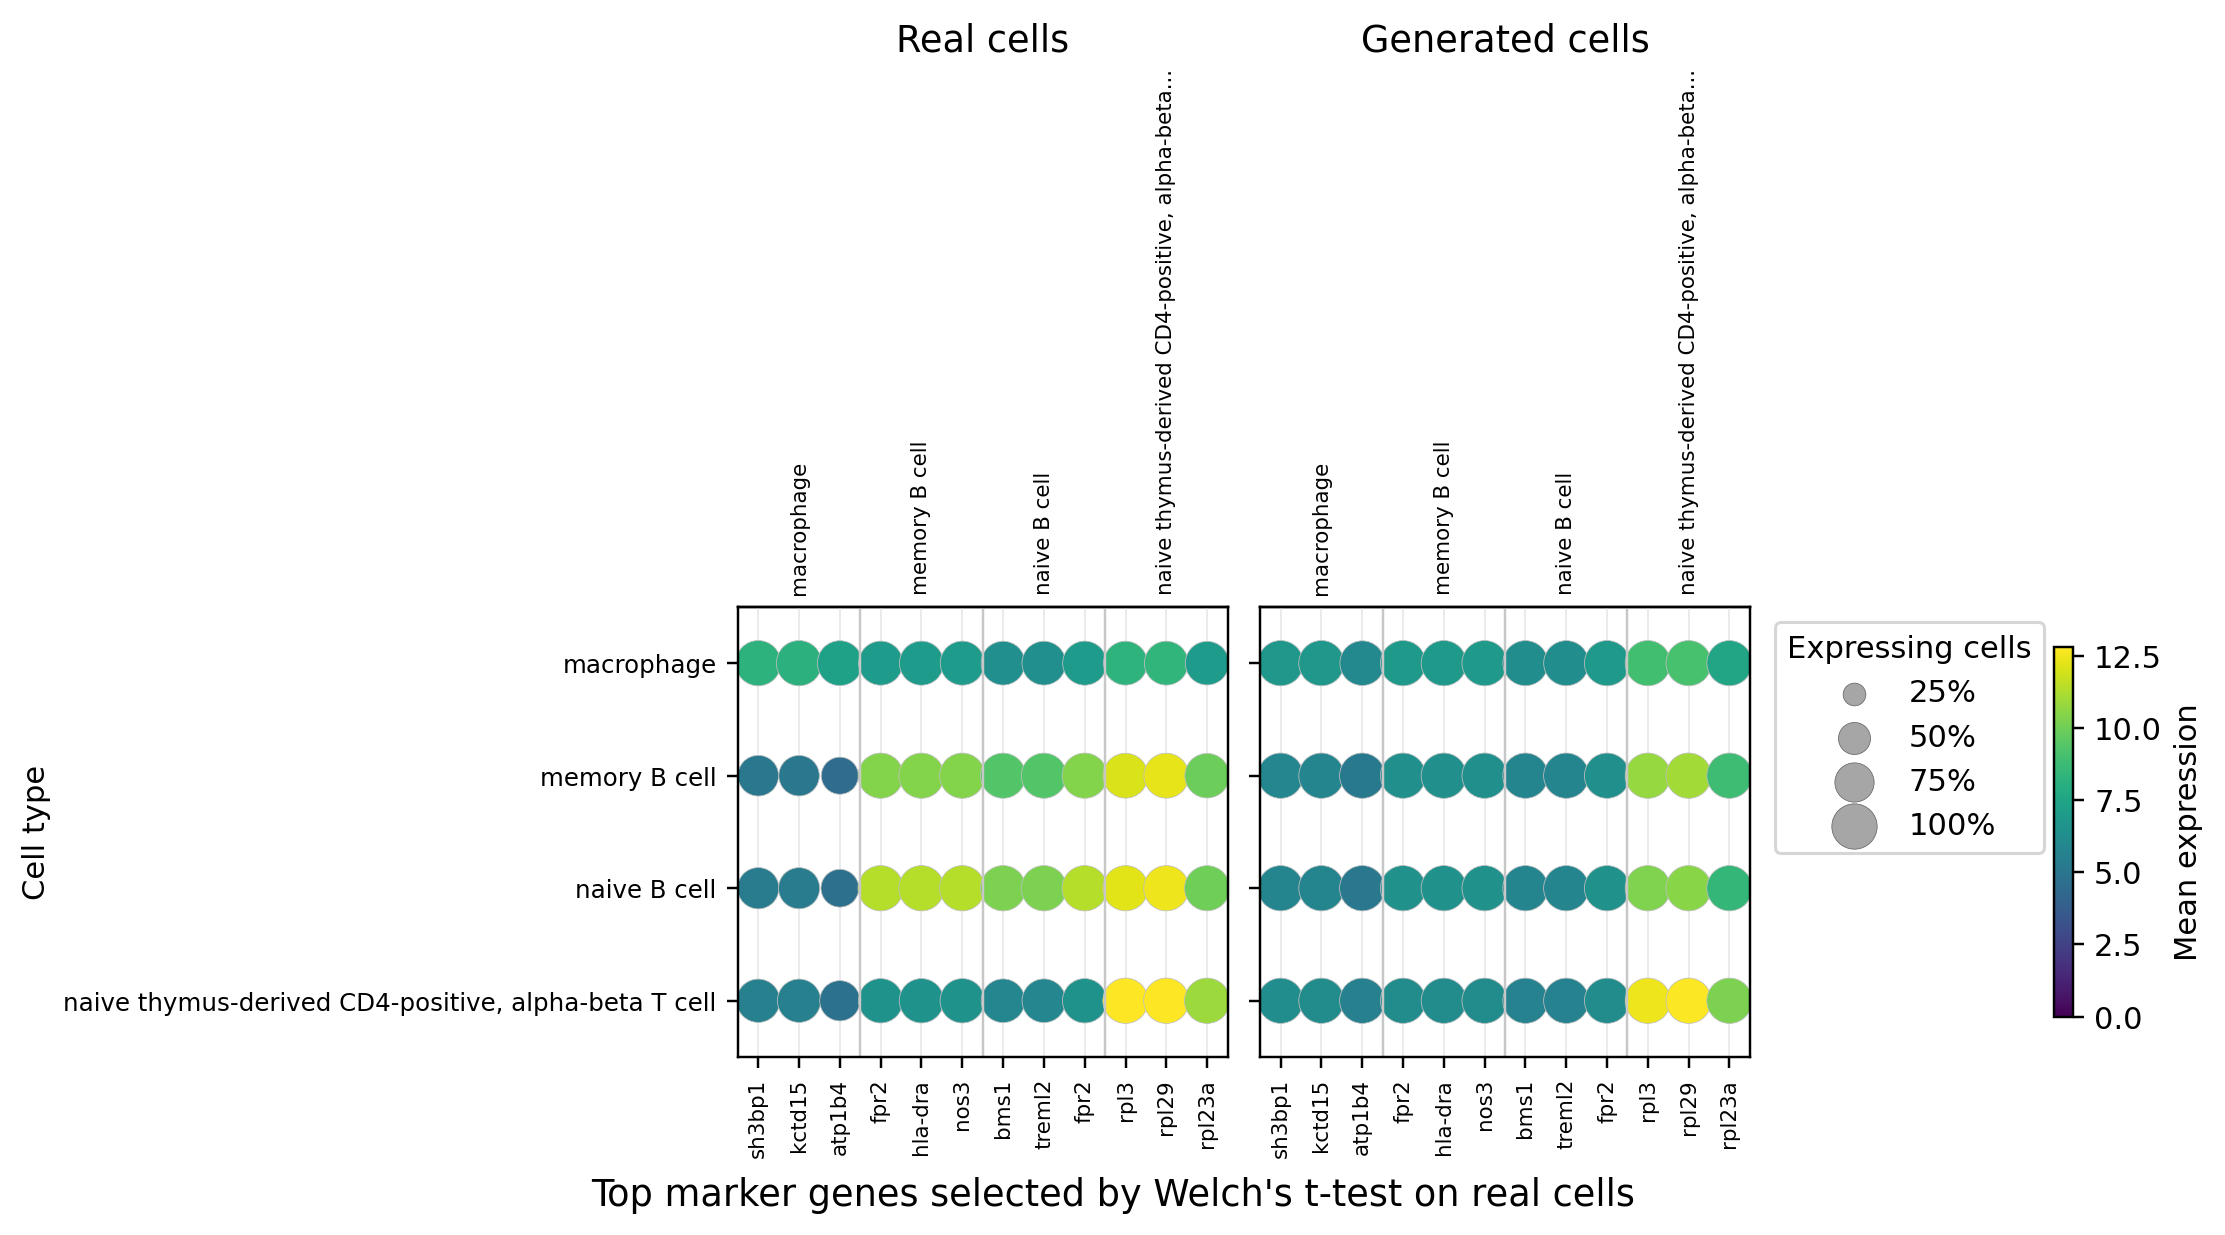 Real cells
Generated cells
macrophage
memory B cell
naive B cell
naive thymus-derived CD4-positive, alpha-beta...
macrophage
memory B cell
naive B cell
naive thymus-derived CD4-positive, alpha-beta...
Cell type
macrophage
memory B cell
naive B cell
naive thymus-derived CD4-positive, alpha-beta T cell
sh3bp1
kctd15
atp1b4
fpr2
hla-dra
nos3
bms1
treml2
fpr2
rpl3
rpl29
rpl23a
sh3bp1
kctd15
atp1b4
fpr2
hla-dra
nos3
bms1
treml2
fpr2
rpl3
rpl29
rpl23a
Top marker genes selected by Welch's t-test on real cells
Expressing cells
25%
50%
75%
100%
12.5
10.0
7.5
5.0
2.5
0.0
Mean expression